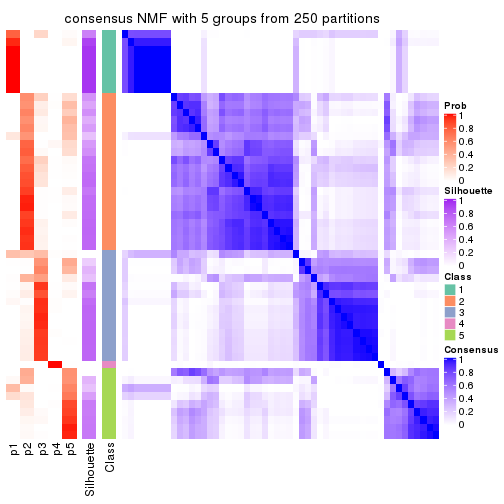 consensus NMF with 5 groups from 250 partitions
Prob
1
0.8
0.6
0.4
0.2
0
Silhouette
1
0.8
0.6
0.4
0.2
0
Class
1
2
3
4
5
Consensus
1
0.8
0.6
0.4
0.2
0
p1
p2
p3
p4
p5
Silhouette
Class